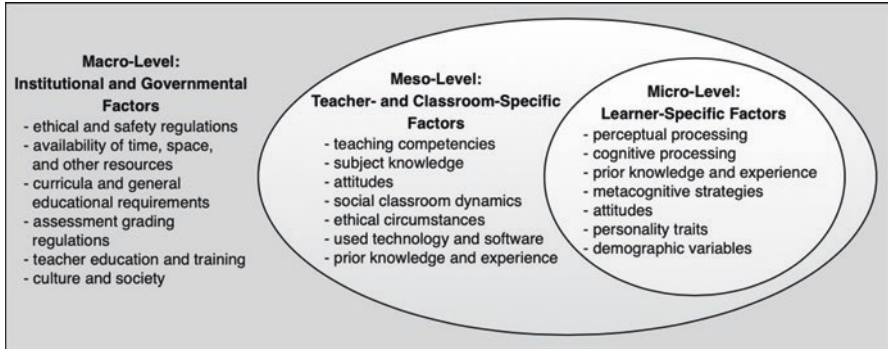 Macro-Level:
Institutional and Governmental
Factors
- ethical and safety regulations
- availability of time, space,
and other resources
- curricula and general
educational requirements
- assessment grading
regulations
- teacher education and training
- culture and society
Meso-Level:
Teacher- and Classroom-Specific
Factors
- teaching competencies
- subject knowledge
- attitudes
- social classroom dynamics
- ethical circumstances
- used technology and software
- prior knowledge and experience
Micro-Level:
Learner-Specific Factors
- perceptual processing
- cognitive processing
- prior knowledge and experience
- metacognitive strategies
- attitudes
- personality traits
- demographic variables